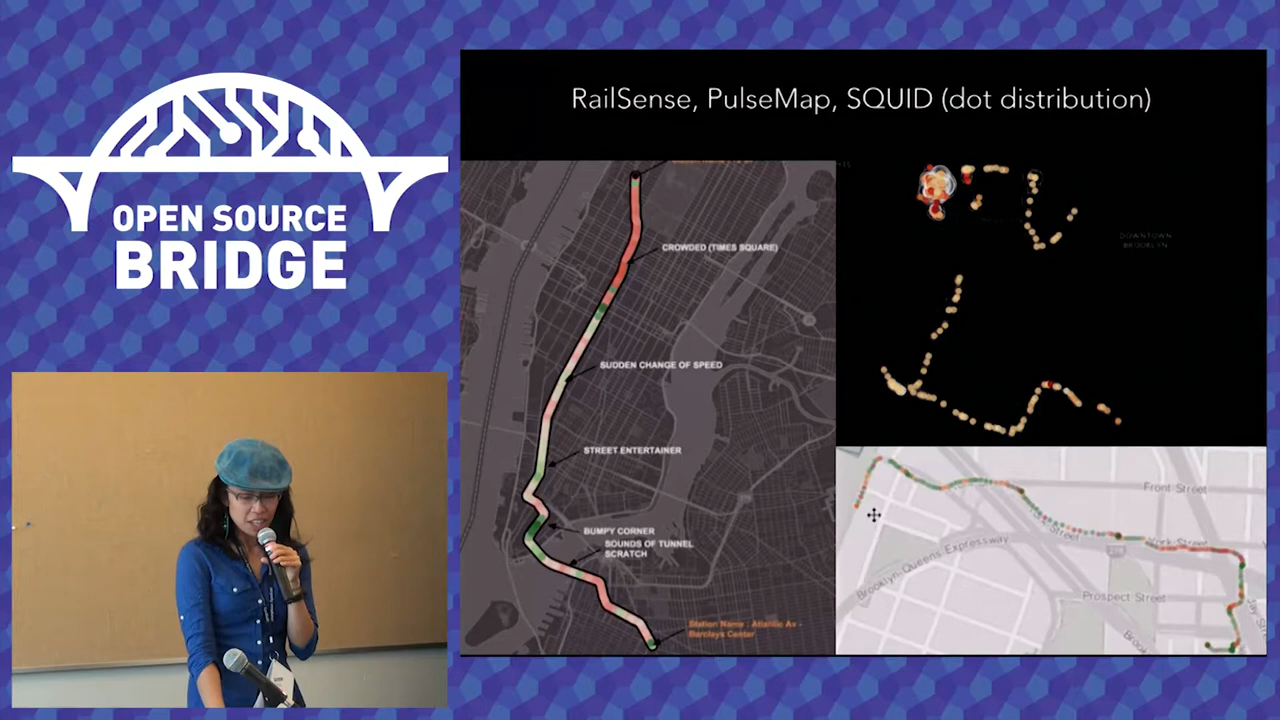 OPEN SOURCE
BRIDGE
RailSense, PulseMap, SQUID (dot distribution)
CROWDED (TIMES SQUARE)
SUDDEN CHANGE OF SPEED
STREET ENTERTAINER
BUMPY CORNER
SOUNDS OF TUNNEL
SCRATCH
Station Name : Atlantic Av -
Barclays Center
DOWNTOWN
BROOKLYN
Front Street
York Street
Brooklyn-Queens Expressway
Prospect Street